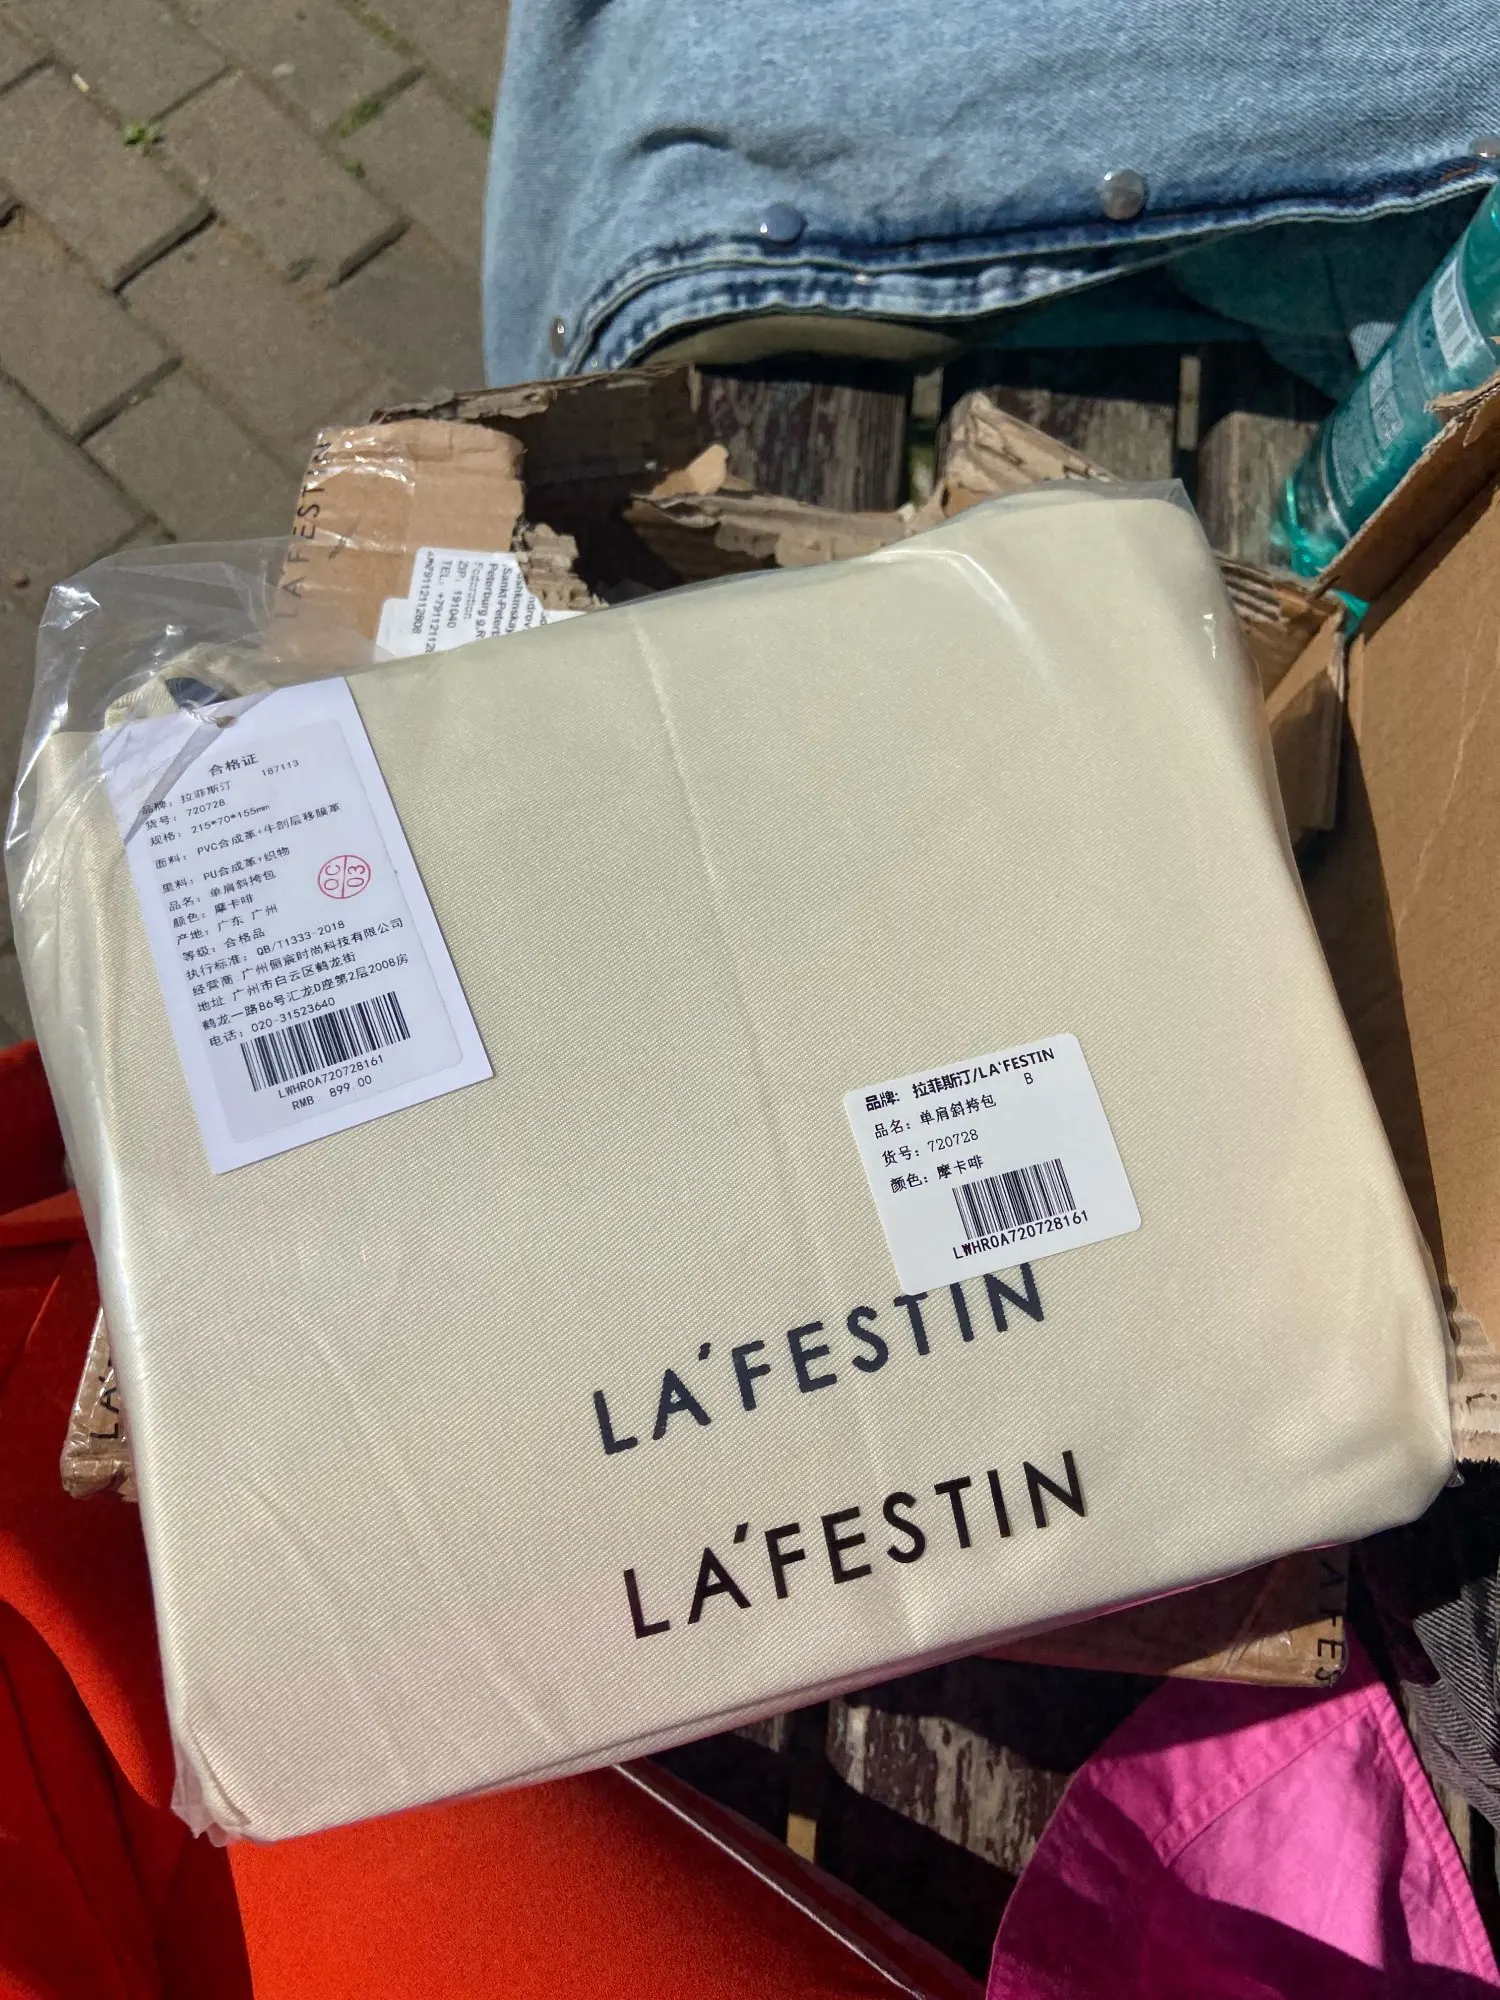 LAFESTIN
ZIP: 191040
合格证
187113
品牌: 拉菲斯汀
货号: 720728
规格: 215*70*155mm
面料: PVC合成革+牛剖层移膜革
里料: PU合成革+织物
品名: 单肩斜挎包
颜色: 摩卡啡
产地: 广东 广州
等级: 合格品
执行标准: QB/T1333-2018
经营商 广州俪宸时尚科技有限公司
地址 广州市白云区鹤龙街
鹤龙一路86号汇龙D座第2层2008房
电话: 020-31523640
LWHR0A720728161
RMB 899.00
QC
03
品牌: 拉菲斯汀/LA'FESTIN
B
品名: 单肩斜挎包
货号: 720728
颜色: 摩卡啡
LWHR0A720728161
LA'FESTIN
LA'FESTIN